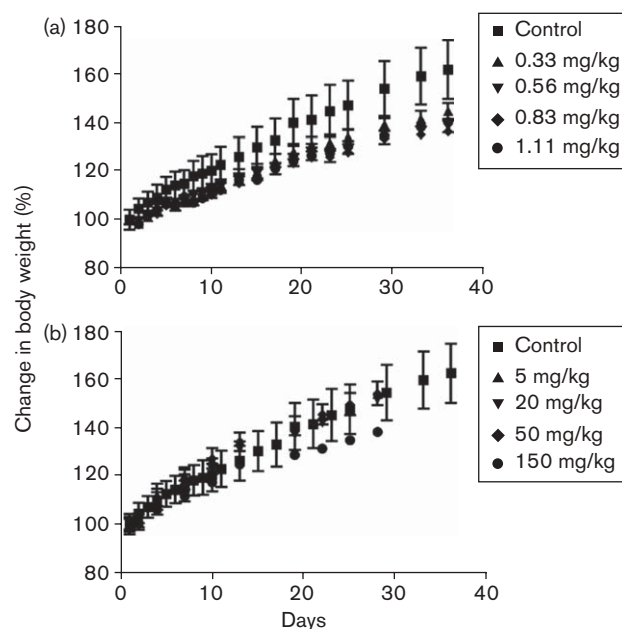 (a)
180
160
140
120
100
80
0
10
20
30
40
Control
0.33 mg/kg
0.56 mg/kg
0.83 mg/kg
1.11 mg/kg
Change in body weight (%)
(b)
180
160
140
120
100
80
0
10
20
30
40
Days
Control
5 mg/kg
20 mg/kg
50 mg/kg
150 mg/kg